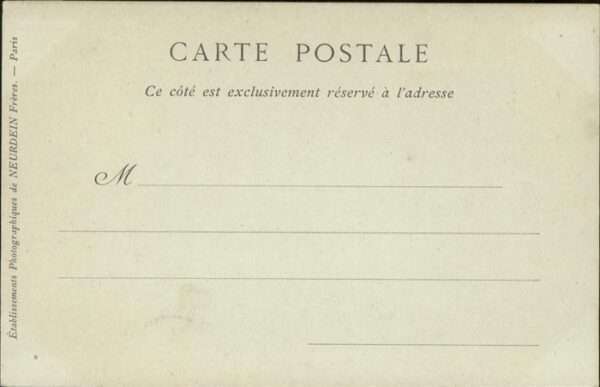 CARTE POSTALE
Ce côté est exclusivement réservé à l'adresse
M
Établissements Photographiques de NEURDEIN Frères. — Paris